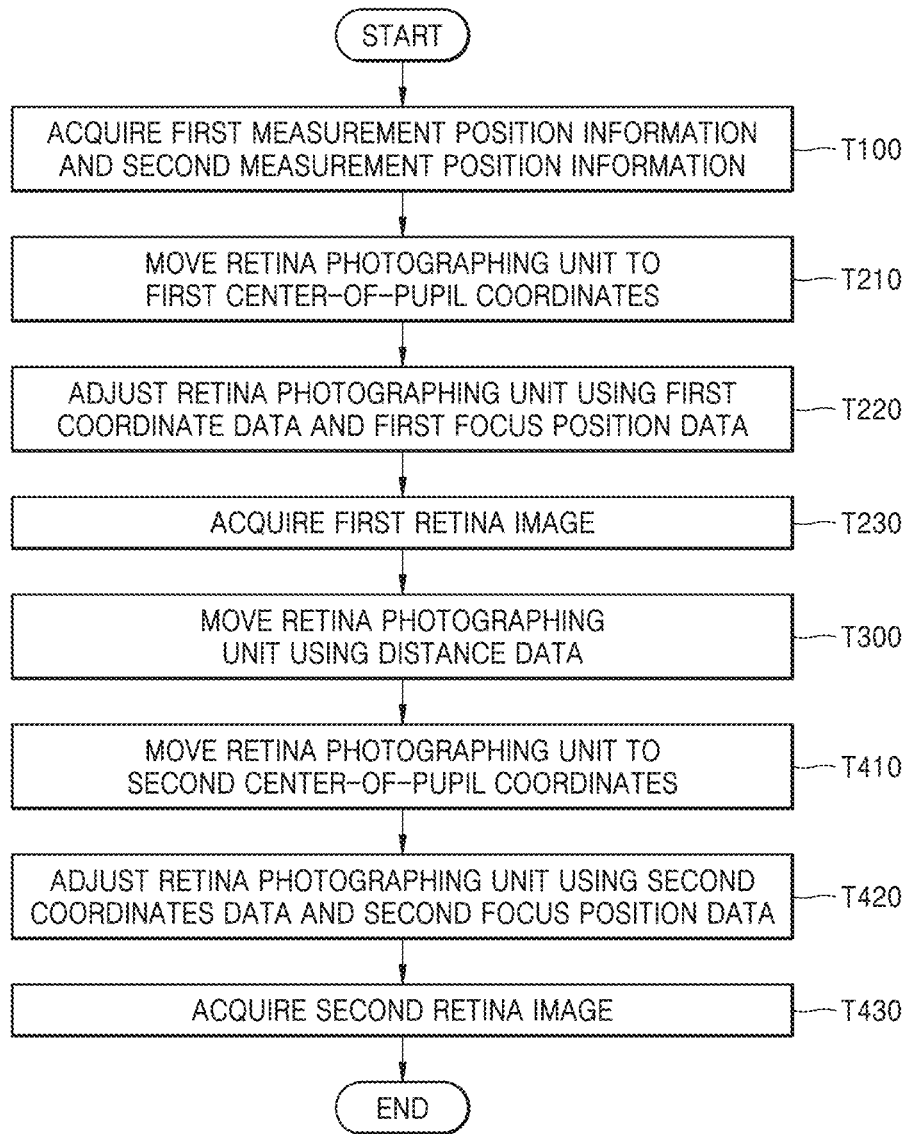 START
ACQUIRE FIRST MEASUREMENT POSITION INFORMATION
AND SECOND MEASUREMENT POSITION INFORMATION
T100
MOVE RETINA PHOTOGRAPHING UNIT TO
FIRST CENTER-OF-PUPIL COORDINATES
T210
ADJUST RETINA PHOTOGRAPHING UNIT USING FIRST
COORDINATE DATA AND FIRST FOCUS POSITION DATA
T220
ACQUIRE FIRST RETINA IMAGE
T230
MOVE RETINA PHOTOGRAPHING
UNIT USING DISTANCE DATA
T300
MOVE RETINA PHOTOGRAPHING UNIT TO
SECOND CENTER-OF-PUPIL COORDINATES
T410
ADJUST RETINA PHOTOGRAPHING UNIT USING SECOND
COORDINATES DATA AND SECOND FOCUS POSITION DATA
T420
ACQUIRE SECOND RETINA IMAGE
T430
END